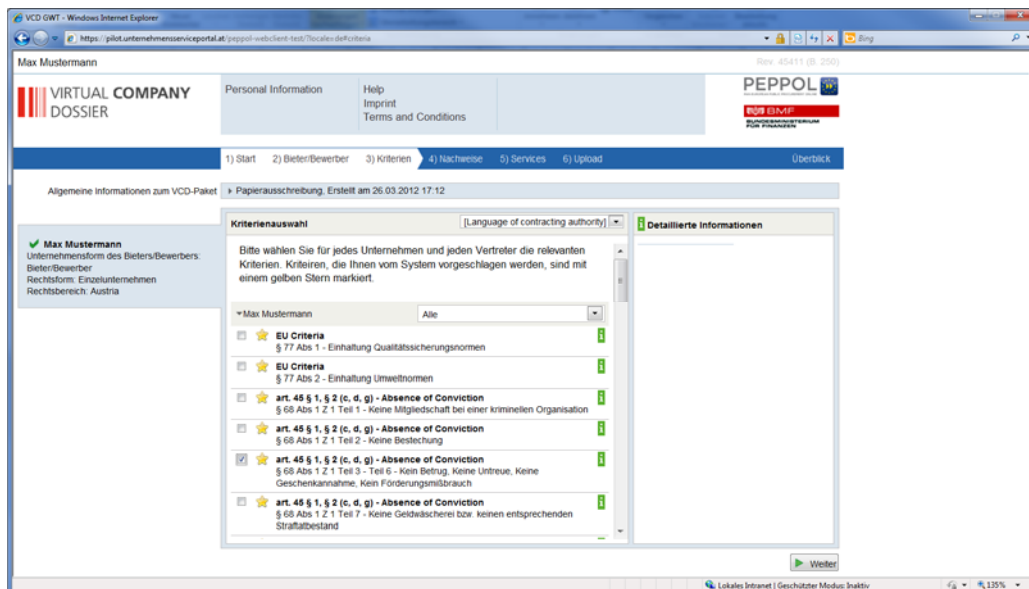 VCD GWT - Windows Internet Explorer
https://pilot.unternehmensserviceportal.at/peppol-webclient-test/?locale=de#criteria
Bing
Max Mustermann
Rev. 45411 (B. 250)
VIRTUAL COMPANY
DOSSIER
Personal Information
Help
Imprint
Terms and Conditions
PEPPOL
BMF
BUNDESMINISTERIUM
FÜR FINANZEN
1) Start 2) Bieter/Bewerber 3) Kriterien 4) Nachweise 5) Services 6) Upload Überblick
Allgemeine Informationen zum VCD-Paket
Papierausschreibung, Erstellt am 26.03.2012 17:12
Max Mustermann
Unternehmensform des Bieters/Bewerbers:
Bieter/Bewerber
Rechtsform: Einzelunternehmen
Rechtsbereich: Austria
Kriterienauswahl
[Language of contracting authority]
Bitte wählen Sie für jedes Unternehmen und jeden Vertreter die relevanten
Kriterien. Kriteiren, die Ihnen vom System vorgeschlagen werden, sind mit
einem gelben Stern markiert.
Max Mustermann
Alle
EU Criteria
§ 77 Abs 1 - Einhaltung Qualitätssicherungsnormen
EU Criteria
§ 77 Abs 2 - Einhaltung Umweltnormen
art. 45 § 1, § 2 (c, d, g) - Absence of Conviction
§ 68 Abs 1 Z 1 Teil 1 - Keine Mitgliedschaft bei einer kriminellen Organisation
art. 45 § 1, § 2 (c, d, g) - Absence of Conviction
§ 68 Abs 1 Z 1 Teil 2 - Keine Bestechung
art. 45 § 1, § 2 (c, d, g) - Absence of Conviction
§ 68 Abs 1 Z 1 Teil 3 - Teil 6 - Kein Betrug, Keine Untreue, Keine
Geschenkannahme, Kein Förderungsmißbrauch
art. 45 § 1, § 2 (c, d, g) - Absence of Conviction
§ 68 Abs 1 Z 1 Teil 7 - Keine Geldwäscherei bzw. keinen entsprechenden
Straftatbestand
Detaillierte Informationen
Weiter
Lokales Intranet | Geschützter Modus: Inaktiv
135%